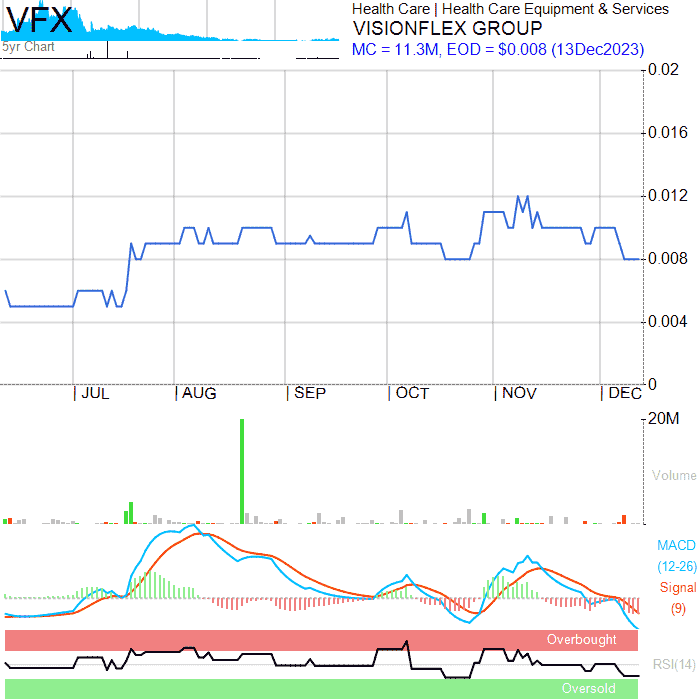 VFX
5yr Chart
Health Care | Health Care Equipment & Services
VISIONFLEX GROUP
MC = 11.3M, EOD = $0.008 (13Dec2023)
0.02
0.016
0.012
0.008
0.004
0
| JUL | AUG | SEP | OCT | NOV | DEC
20M
Volume
MACD
(12-26)
Signal
(9)
Overbought
RSI(14)
Oversold